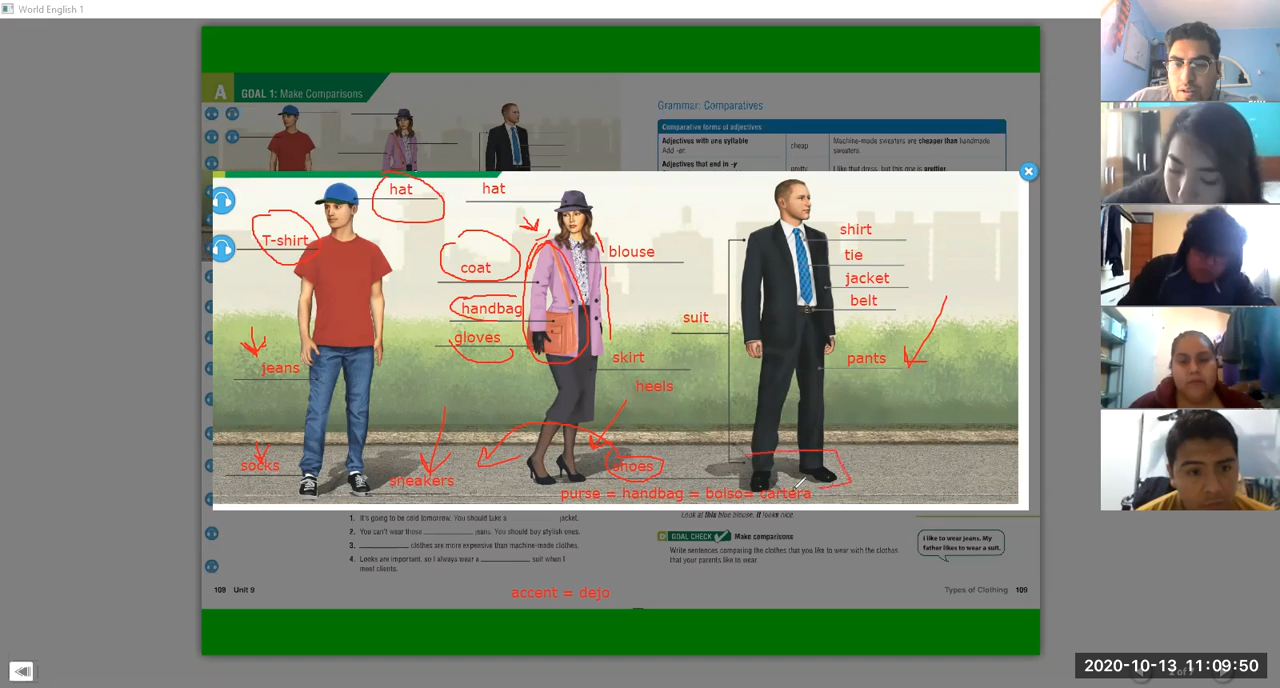 World English 1
A GOAL 1: Make Comparisons
Grammar: Comparatives
Comparative forms of adjectives
Adjectives with one syllable
Add -er.
cheap
Machine-made sweaters are cheaper than handmade
sweaters.
Adjectives that end in -y
pretty
I like that dress, but this one is prettier.
hat
hat
T-shirt
coat
handbag
gloves
jeans
socks
sneakers
blouse
skirt
heels
shoes
suit
shirt
tie
jacket
belt
pants
purse = handbag = bolso= cartera
1. It's going to be cold tomorrow. You should take a jacket.
2. You can't wear those jeans. You should buy stylish ones.
3. clothes are more expensive than machine-made clothes.
4. Looks are important, so I always wear a suit when I
meet clients.
Look at this blue blouse. It looks nice.
GOAL CHECK Make comparisons
Write sentences comparing the clothes that you like to wear with the clothes
that your parents like to wear.
I like to wear jeans. My
father likes to wear a suit.
accent = dejo
108 Unit 9
Types of Clothing 109
2020-10-13 11:09:50